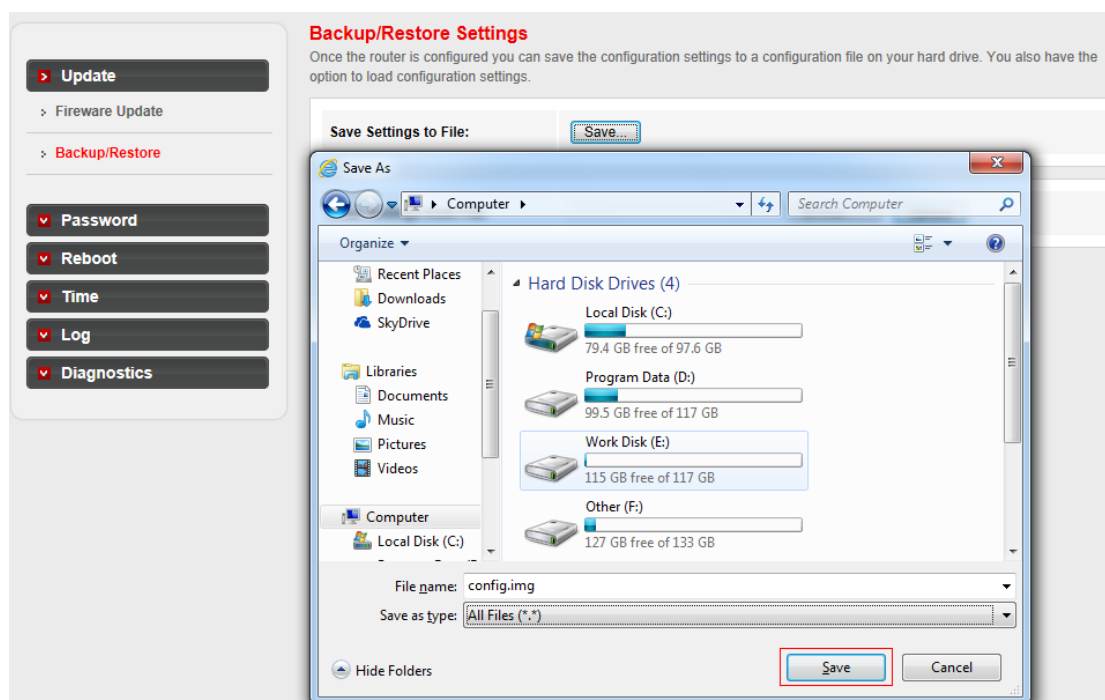 Backup/Restore Settings
Once the router is configured you can save the configuration settings to a configuration file on your hard drive. You also have the
option to load configuration settings.
Update
Fireware Update
Backup/Restore
Password
Reboot
Time
Log
Diagnostics
Save Settings to File:
Save...
Save As
Computer
Search Computer
Organize
Recent Places
Downloads
SkyDrive
Libraries
Documents
Music
Pictures
Videos
Computer
Local Disk (C:)
Hard Disk Drives (4)
Local Disk (C:)
79.4 GB free of 97.6 GB
Program Data (D:)
99.5 GB free of 117 GB
Work Disk (E:)
115 GB free of 117 GB
Other (F:)
127 GB free of 133 GB
File name: config.img
Save as type: All Files (*.*)
Hide Folders
Save
Cancel